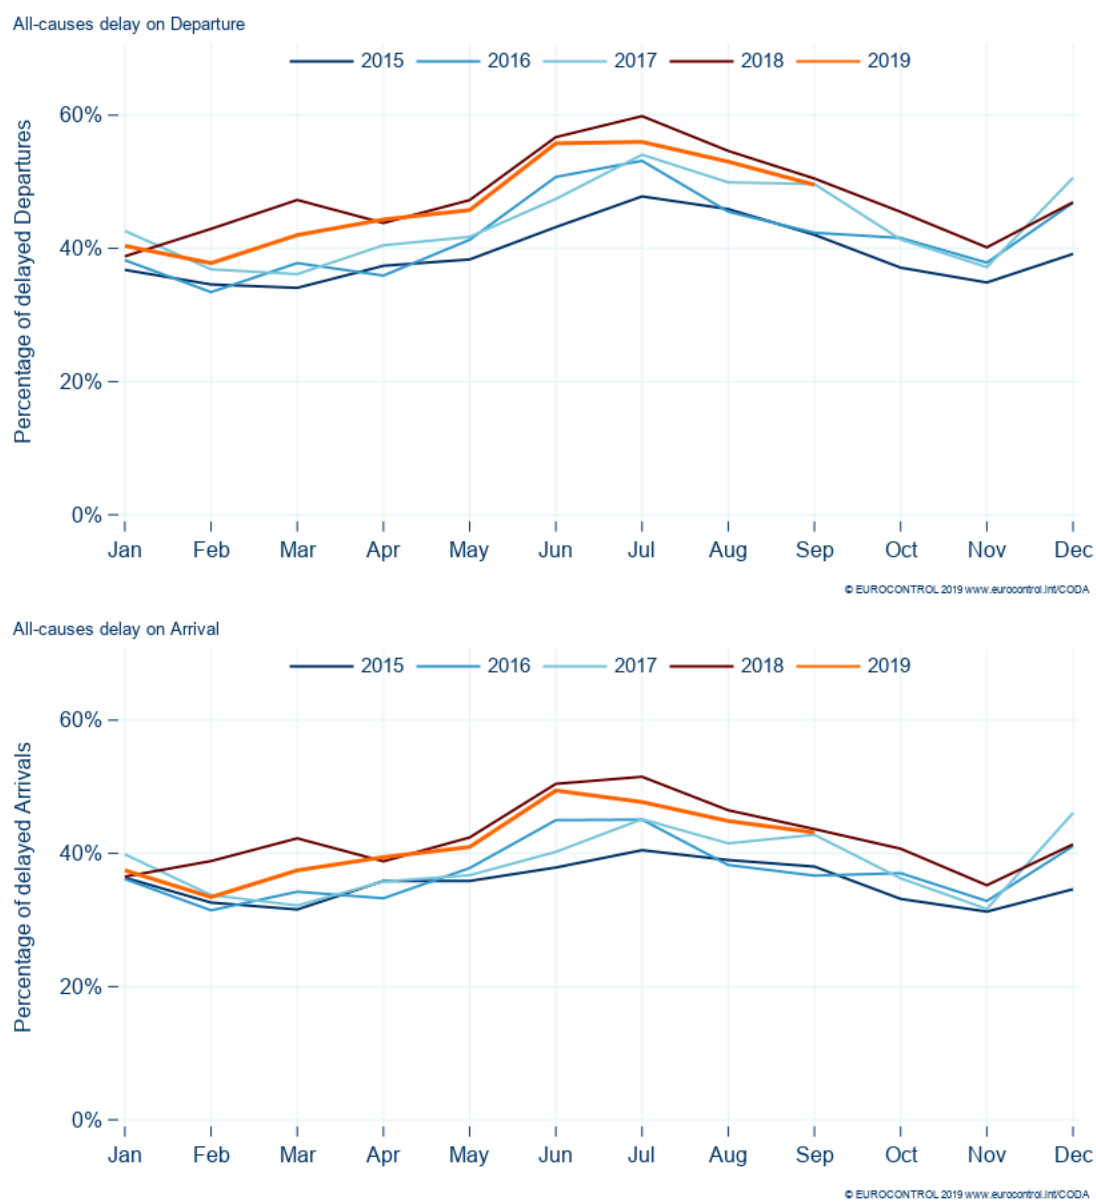 All-causes delay on Departure
2015 2016 2017 2018 2019
Percentage of delayed Departures
60%
40%
20%
0%
Jan Feb Mar Apr May Jun Jul Aug Sep Oct Nov Dec
© EUROCONTROL 2019 www.eurocontrol.int/CODA
All-causes delay on Arrival
2015 2016 2017 2018 2019
Percentage of delayed Arrivals
60%
40%
20%
0%
Jan Feb Mar Apr May Jun Jul Aug Sep Oct Nov Dec
© EUROCONTROL 2019 www.eurocontrol.int/CODA